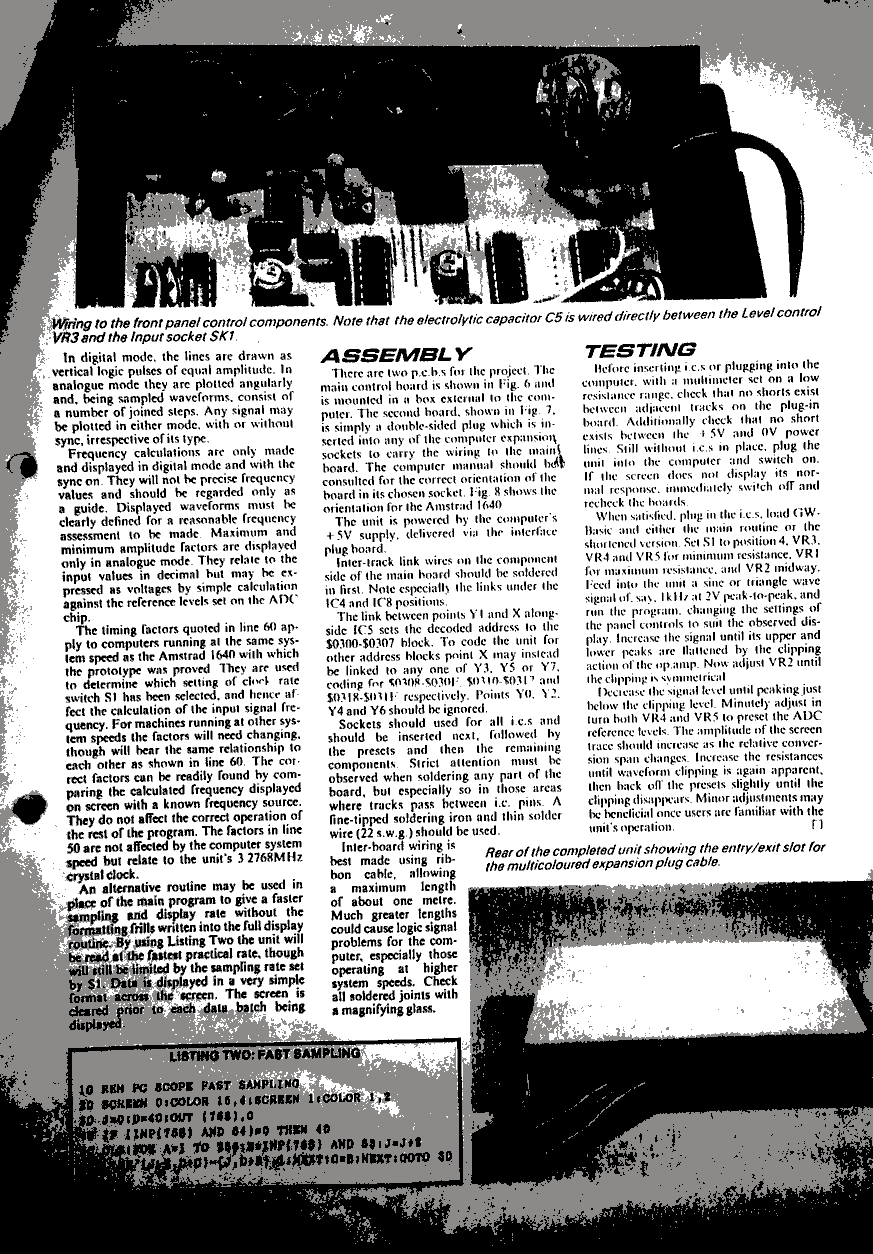 Wiring to the front panel control components. Note that the electrolytic capacitor C5 is wired directly between the Level control
VR3 and the Input socket SK1.
In digital mode, the lines are drawn as
vertical logic pulses of equal amplitude. In
analogue mode they are plotted angularly
and, being sampled waveforms, consist of
a number of joined steps. Any signal may
be plotted in either mode, with or without
sync, irrespective of its type.
Frequency calculations are only made
and displayed in digital mode and with the
sync on. They will not be precise frequency
values and should be regarded only as
a guide. Displayed waveforms must be
clearly defined for a reasonable frequency
assessment to be made. Maximum and
minimum amplitude factors are displayed
only in analogue mode. They relate to the
input values in decimal but may be ex-
pressed as voltages by simple calculation
against the reference levels set on the ADC
chip.
The timing factors quoted in line 60 ap-
ply to computers running at the same sys-
tem speed as the Amstrad 1640 with which
the prototype was proved. They are used
to determine which setting of clock rate
switch S1 has been selected, and hence af-
fect the calculation of the input signal fre-
quency. For machines running at other sys-
tem speeds the factors will need changing,
though will bear the same relationship to
each other as shown in line 60. The cor-
rect factors can be readily found by com-
paring the calculated frequency displayed
on screen with a known frequency source.
They do not affect the correct operation of
the rest of the program. The factors in line
50 are not affected by the computer system
speed but relate to the unit's 3.2768MHz
crystal clock.
An alternative routine may be used in
place of the main program to give a faster
sampling and display rate without the
formatting frills written into the full display
routine. By using Listing Two the unit will
be read at the fastest practical rate, though
will still be limited by the sampling rate set
by S1. Data is displayed in a very simple
format across the screen. The screen is
cleared prior to each data batch being
displayed.
ASSEMBLY
There are two p.c.b.s for the project. The
main control board is shown in Fig. 6 and
is mounted in a box external to the com-
puter. The second board, shown in Fig. 7,
is simply a double-sided plug which is in-
serted into any of the computer expansion
sockets to carry the wiring to the main
board. The computer manual should be
consulted for the correct orientation of the
board in its chosen socket. Fig. 8 shows the
orientation for the Amstrad 1640
The unit is powered by the computer's
+5V supply, delivered via the interface
plug board.
Inter-track link wires on the component
side of the main board should be soldered
in first. Note especially the links under the
IC4 and IC8 positions.
The link between points Y1 and X along-
side IC5 sets the decoded address to the
$0300-$0307 block. To code the unit for
other address blocks point X may instead
be linked to any one of Y3, Y5 or Y7,
coding for $0308-$030F, $0310-$0317 and
$0318-$031F respectively. Points Y0, Y2,
Y4 and Y6 should be ignored.
Sockets should used for all i.c.s and
should be inserted next, followed by
the presets and then the remaining
components. Strict attention must be
observed when soldering any part of the
board, but especially so in those areas
where tracks pass between i.c. pins. A
fine-tipped soldering iron and thin solder
wire (22 s.w.g.) should be used.
Inter-board wiring is
best made using rib-
bon cable, allowing
a maximum length
of about one metre.
Much greater lengths
could cause logic signal
problems for the com-
puter, especially those
operating at higher
system speeds. Check
all soldered joints with
a magnifying glass.
TESTING
Before inserting i.c.s or plugging into the
computer, with a multimeter set on a low
resistance range, check that no shorts exist
between adjacent tracks on the plug-in
board. Additionally check that no short
exists between the +5V and 0V power
lines. Still without i.c.s in place, plug the
unit into the computer and switch on.
If the screen does not display its nor-
mal response, immediately switch off and
recheck the boards.
When satisfied, plug in the i.c.s, load GW-
Basic and either the main routine or the
shortened version. Set S1 to position 4, VR3,
VR4 and VR5 for minimum resistance, VR1
for maximum resistance, and VR2 midway.
Feed into the unit a sine or triangle wave
signal of, say, 1kHz at 2V peak-to-peak, and
run the program, changing the settings of
the panel controls to suit the observed dis-
play. Increase the signal until its upper and
lower peaks are flattened by the clipping
action of the op.amp. Now adjust VR2 until
the clipping is symmetrical
Decrease the signal level until peaking just
below the clipping level. Minutely adjust in
turn both VR4 and VR5 to preset the ADC
reference levels. The amplitude of the screen
trace should increase as the relative conver-
sion span changes. Increase the resistances
until waveform clipping is again apparent,
then back off the presets slightly until the
clipping disappears. Minor adjustments may
be beneficial once users are familiar with the
unit's operation.
Rear of the completed unit showing the entry/exit slot for
the multicoloured expansion plug cable.
LISTING TWO: FAST SAMPLING
10 REM PC SCOPE FAST SAMPLING
20 SCREEN 0:COLOR 15,4:SCREEN 1:COLOR 1,2
30 J=0:D=40:OUT (768),0
IF (INP(768) AND 64)=0 THEN 40
A=1 TO AND 63:J=J+
:NEXT:GOTO 30